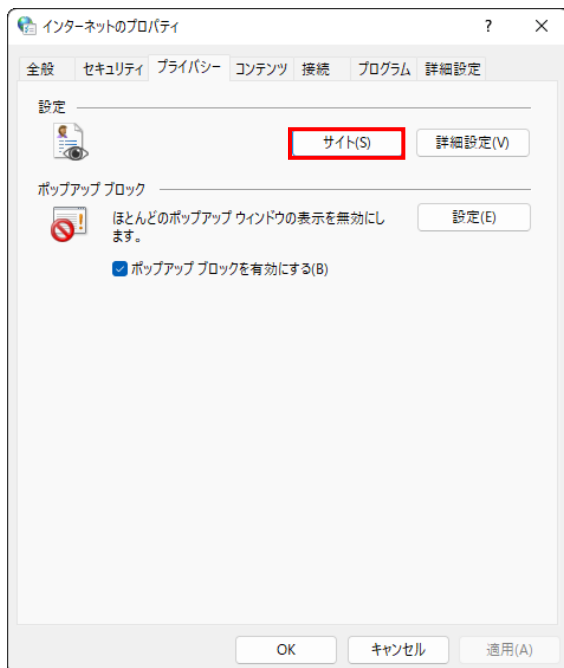 インターネットのプロパティ
?
×
全般 セキュリティ プライバシー コンテンツ 接続 プログラム 詳細設定
設定
サイト(S) 詳細設定(V)
ポップアップ ブロック
ほとんどのポップアップ ウィンドウの表示を無効にし
ます。
設定(E)
ポップアップ ブロックを有効にする(B)
OK キャンセル 適用(A)